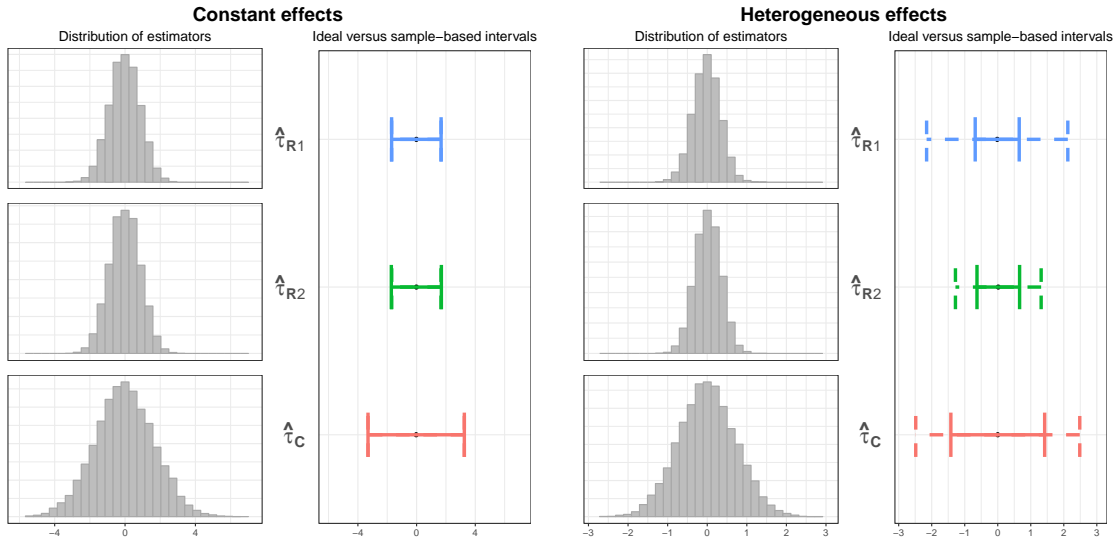 Constant effects
Distribution of estimators
Ideal versus sample−based intervals
τ̂R1
τ̂R2
τ̂C
−4 0 4
−4 0 4
Heterogeneous effects
Distribution of estimators
Ideal versus sample−based intervals
τ̂R1
τ̂R2
τ̂C
−3 −2 −1 0 1 2 3
−3 −2 −1 0 1 2 3